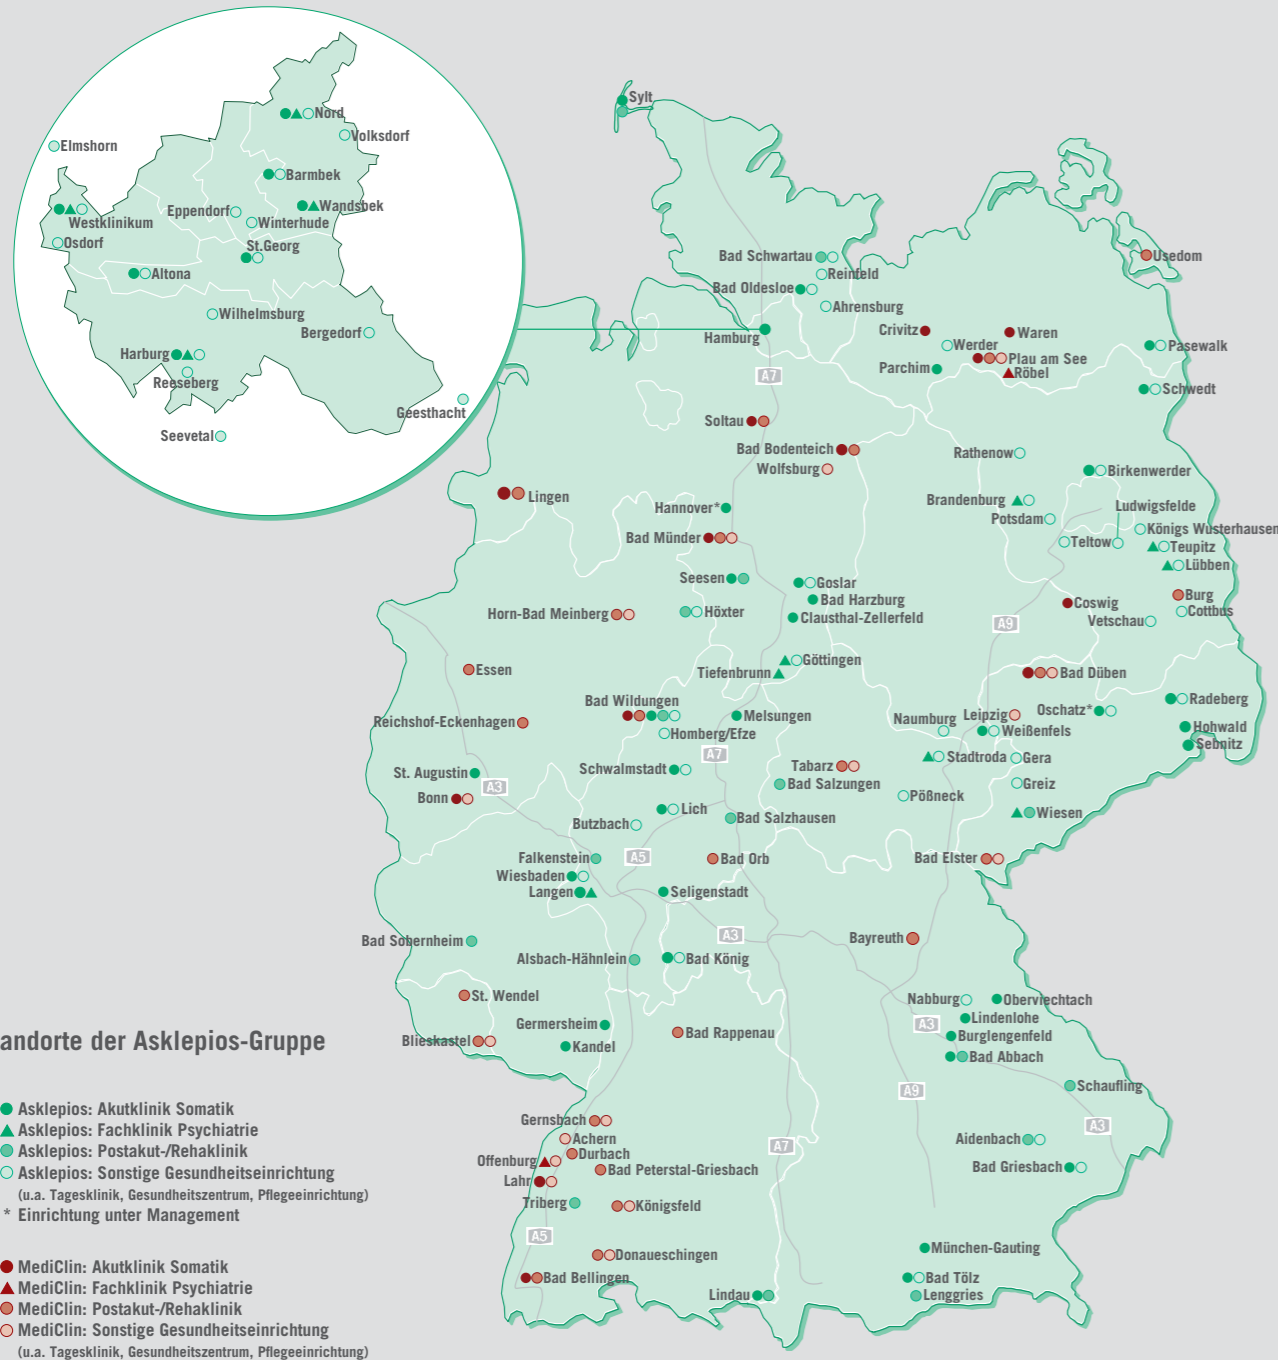 Sylt
Nord
Volksdorf
Elmshorn
Barmbek
Wandsbek
Eppendorf
Westklinikum
Winterhude
Osdorf
St.Georg
Altona
Wilhelmsburg
Bergedorf
Harburg
Reeseberg
Geesthacht
Seevetal
Bad Schwartau
Usedom
Reinfeld
Bad Oldesloe
Ahrensburg
Hamburg
Crivitz
Waren
Werder
Pasewalk
Plau am See
Parchim
Röbel
A7
Schwedt
Soltau
Bad Bodenteich
Rathenow
Wolfsburg
Birkenwerder
Lingen
Brandenburg
Hannover*
Ludwigsfelde
Potsdam
Königs Wusterhausen
Bad Münder
Teltow
Teupitz
Lübben
Seesen
Goslar
Burg
Bad Harzburg
Coswig
Horn-Bad Meinberg
Höxter
Cottbus
Clausthal-Zellerfeld
Vetschau
A9
Göttingen
Essen
Tiefenbrunn
Bad Düben
Bad Wildungen
Radeberg
Oschatz*
Reichshof-Eckenhagen
Melsungen
Naumburg
Leipzig
Hohwald
Homberg/Efze
Weißenfels
Sebnitz
A7
Stadtroda
Gera
Schwalmstadt
Tabarz
St. Augustin
Bad Salzungen
Greiz
A3
Bonn
Pößneck
Lich
Wiesen
Butzbach
Bad Salzhausen
Falkenstein
A5
Bad Orb
Bad Elster
Wiesbaden
Langen
Seligenstadt
A3
Bayreuth
Bad Sobernheim
Alsbach-Hähnlein
Bad König
St. Wendel
Nabburg
Oberviechtach
Lindenlohe
Germersheim
A3
Bad Rappenau
Burglengenfeld
Blieskastel
Kandel
Bad Abbach
andorte der Asklepios-Gruppe
Schaufling
A9
Asklepios: Akutklinik Somatik
Gernsbach
A3
Asklepios: Fachklinik Psychiatrie
Achern
Aidenbach
Asklepios: Postakut-/Rehaklinik
A7
Durbach
Offenburg
Bad Griesbach
Asklepios: Sonstige Gesundheitseinrichtung
Bad Peterstal-Griesbach
Lahr
(u.a. Tagesklinik, Gesundheitszentrum, Pflegeeinrichtung)
Triberg
Königsfeld
* Einrichtung unter Management
A5
München-Gauting
Donaueschingen
MediClin: Akutklinik Somatik
Bad Bellingen
Bad Tölz
MediClin: Fachklinik Psychiatrie
Lindau
Lenggries
MediClin: Postakut-/Rehaklinik
MediClin: Sonstige Gesundheitseinrichtung
(u.a. Tagesklinik, Gesundheitszentrum, Pflegeeinrichtung)